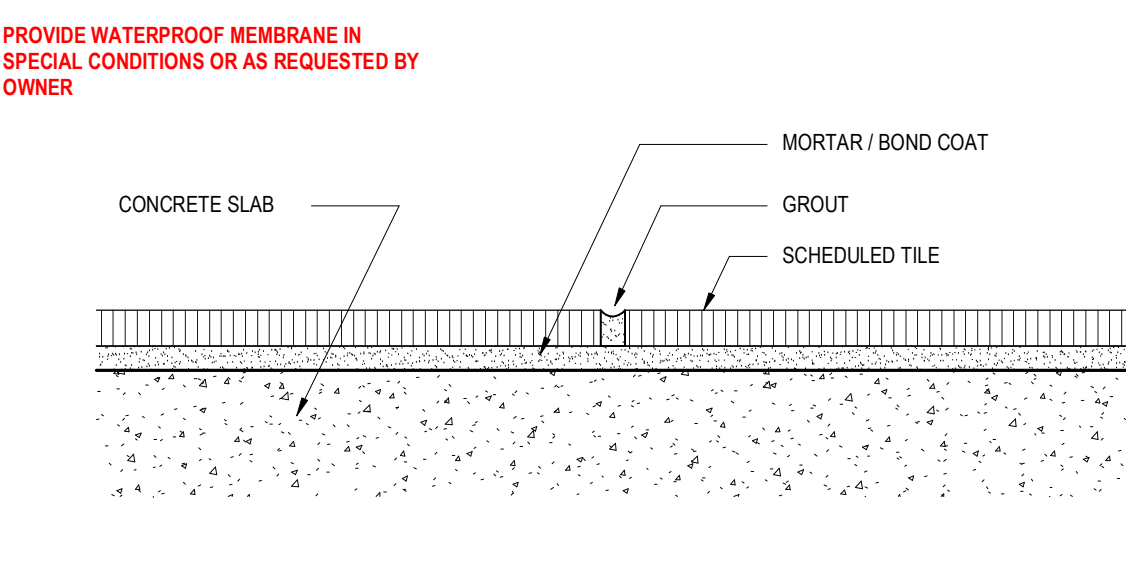 PROVIDE WATERPROOF MEMBRANE IN
SPECIAL CONDITIONS OR AS REQUESTED BY
OWNER
MORTAR / BOND COAT
CONCRETE SLAB
GROUT
SCHEDULED TILE